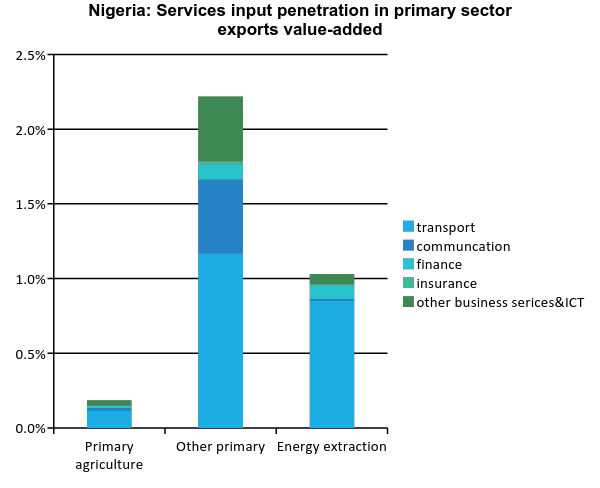 Nigeria: Services input penetration in primary sector
exports value-added
2.5%
2.0%
1.5%
1.0%
0.5%
0.0%
Primary
agriculture
Other primary
Energy extraction
transport
communcation
finance
insurance
other business serices&ICT